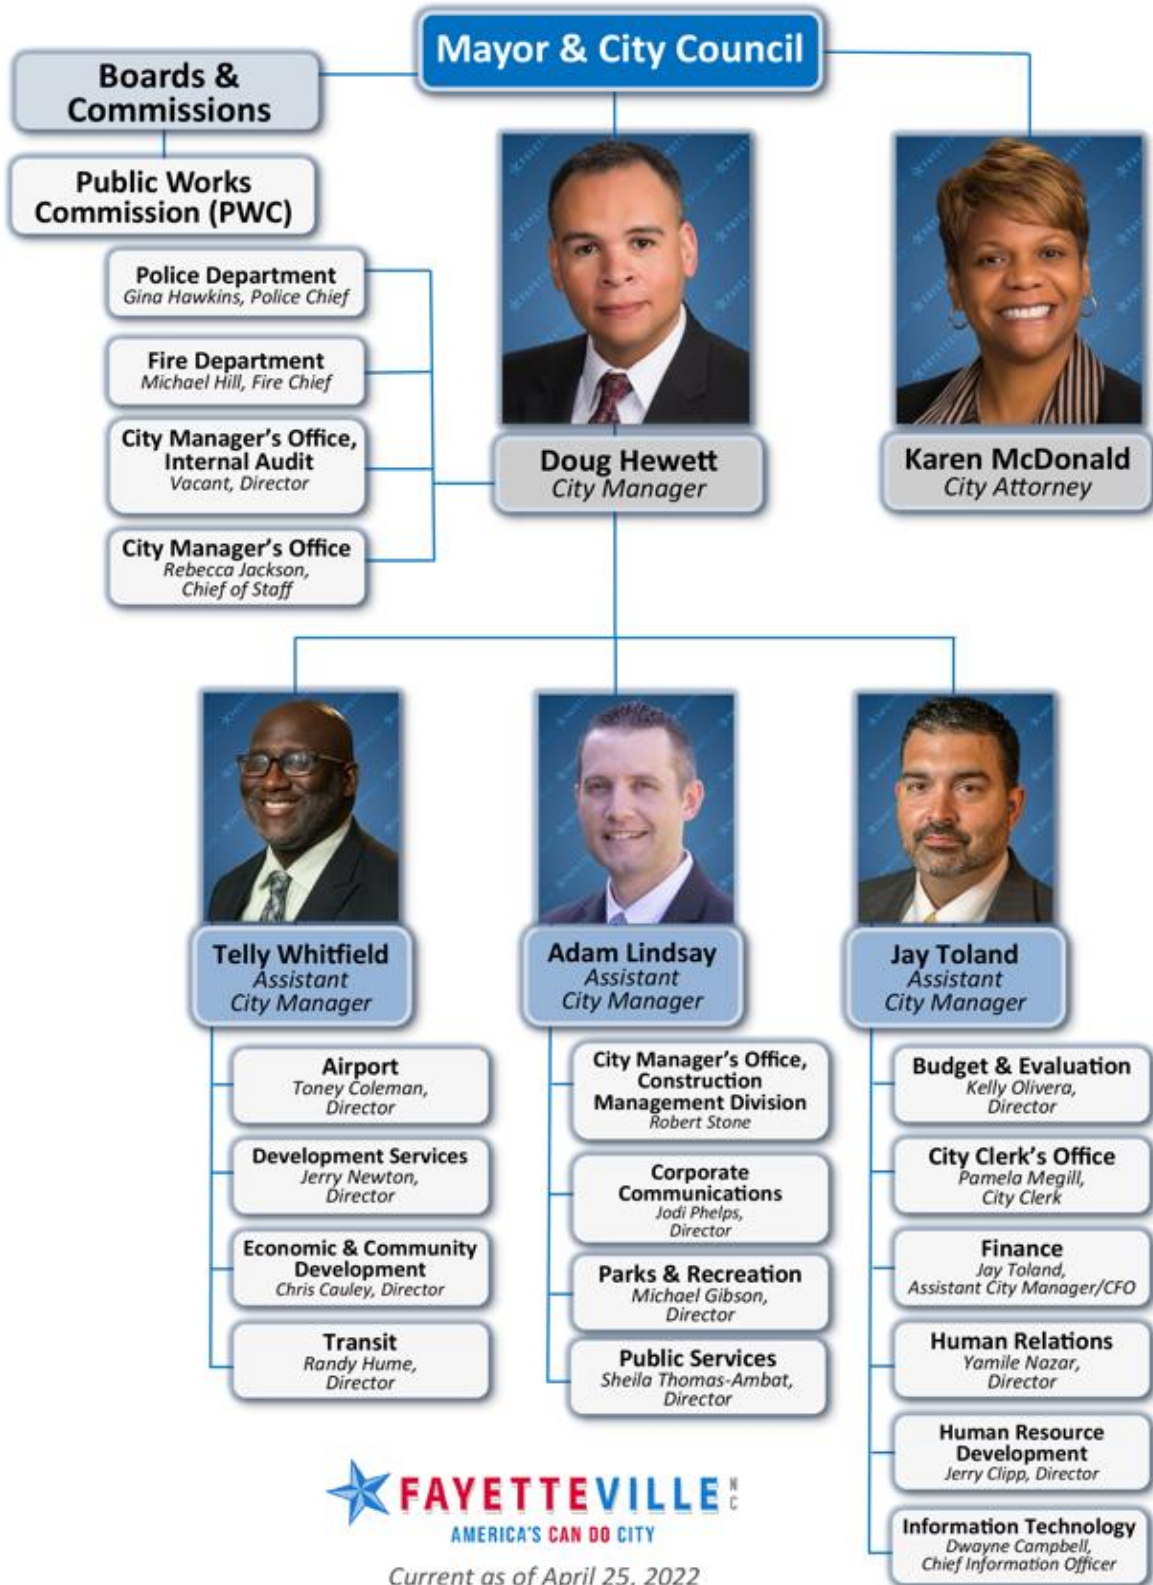 Mayor & City Council
Boards &
Commissions
Public Works
Commission (PWC)
Police Department
Gina Hawkins, Police Chief
Fire Department
Michael Hill, Fire Chief
City Manager's Office,
Internal Audit
Vacant, Director
City Manager's Office
Rebecca Jackson,
Chief of Staff
Doug Hewett
City Manager
Karen McDonald
City Attorney
Telly Whitfield
Assistant
City Manager
Airport
Toney Coleman,
Director
Development Services
Jerry Newton,
Director
Economic & Community
Development
Chris Cauley, Director
Transit
Randy Hume,
Director
Adam Lindsay
Assistant
City Manager
City Manager's Office,
Construction
Management Division
Robert Stone
Corporate
Communications
Jodi Phelps,
Director
Parks & Recreation
Michael Gibson,
Director
Public Services
Sheila Thomas-Ambat,
Director
Jay Toland
Assistant
City Manager
Budget & Evaluation
Kelly Olivera,
Director
City Clerk's Office
Pamela Megill,
City Clerk
Finance
Jay Toland,
Assistant City Manager/CFO
Human Relations
Yamile Nazar,
Director
Human Resource
Development
Jerry Clipp, Director
Information Technology
Dwayne Campbell,
Chief Information Officer
FAYETTEVILLE NC
AMERICA'S CAN DO CITY
Current as of April 25, 2022